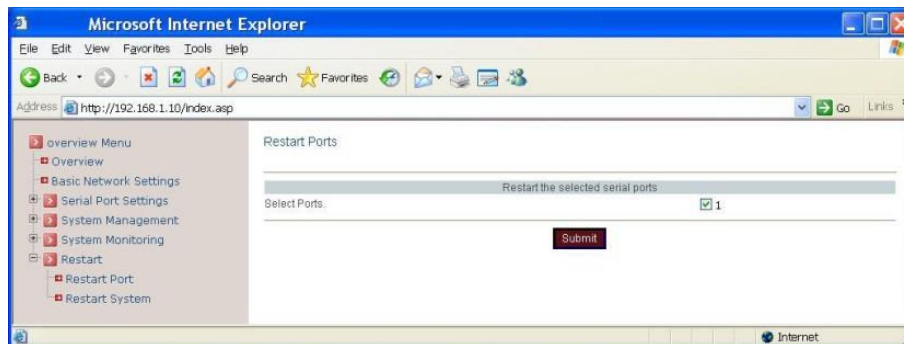 Microsoft Internet Explorer
File Edit View Favorites Tools Help
Back Search Favorites
Address http://192.168.1.10/index.asp Go Links
overview Menu
Overview
Basic Network Settings
Serial Port Settings
System Management
System Monitoring
Restart
Restart Port
Restart System
Restart Ports
Restart the selected serial ports
Select Ports. 1
Submit
Internet